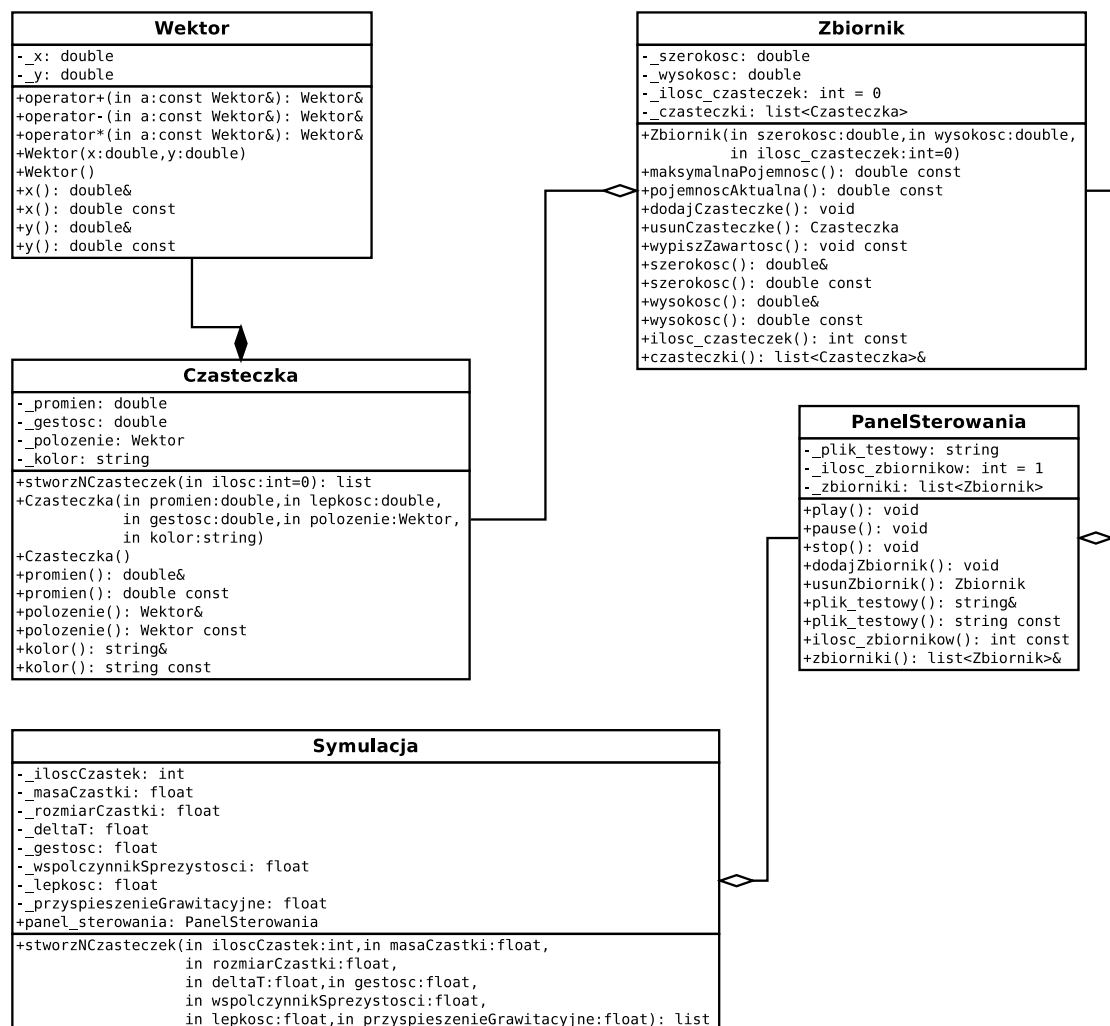 Wektor
-_x: double
-_y: double
+operator+(in a:const Wektor&): Wektor&
+operator-(in a:const Wektor&): Wektor&
+operator*(in a:const Wektor&): Wektor&
+Wektor(x:double,y:double)
+Wektor()
+x(): double&
+x(): double const
+y(): double&
+y(): double const
Zbiornik
-_szerokosc: double
-_wysokosc: double
-_ilosc_czasteczek: int = 0
-_czasteczki: list<Czasteczka>
+Zbiornik(in szerokosc:double,in wysokosc:double,
in ilosc_czasteczek:int=0)
+maksymalnaPojemnosc(): double const
+pojemnoscAktualna(): double const
+dodajCzasteczke(): void
+usunCzasteczke(): Czasteczka
+wypiszZawartosc(): void const
+szerokosc(): double&
+szerokosc(): double const
+wysokosc(): double&
+wysokosc(): double const
+ilosc_czasteczek(): int const
+czasteczki(): list<Czasteczka>&
Czasteczka
-_promien: double
-_gestosc: double
-_polozenie: Wektor
-_kolor: string
+stworzNCzasteczek(in ilosc:int=0): list
+Czasteczka(in promien:double,in lepkosc:double,
in gestosc:double,in polozenie:Wektor,
in kolor:string)
+Czasteczka()
+promien(): double&
+promien(): double const
+polozenie(): Wektor&
+polozenie(): Wektor const
+kolor(): string&
+kolor(): string const
PanelSterowania
-_plik_testowy: string
-_ilosc_zbiornikow: int = 1
-_zbiorniki: list<Zbiornik>
+play(): void
+pause(): void
+stop(): void
+dodajZbiornik(): void
+usunZbiornik(): Zbiornik
+plik_testowy(): string&
+plik_testowy(): string const
+ilosc_zbiornikow(): int const
+zbiorniki(): list<Zbiornik>&
Symulacja
-_iloscCzastek: int
-_masaCzastki: float
-_rozmiarCzastki: float
-_deltaT: float
-_gestosc: float
-_wspolczynnikSprezystosci: float
-_lepkosc: float
-_przyspieszenieGrawitacyjne: float
+panel_sterowania: PanelSterowania
+stworzNCzasteczek(in iloscCzastek:int,in masaCzastki:float,
in rozmiarCzastki:float,
in deltaT:float,in gestosc:float,
in wspolczynnikSprezystosci:float,
in lepkosc:float,in przyspieszenieGrawitacyjne:float): list